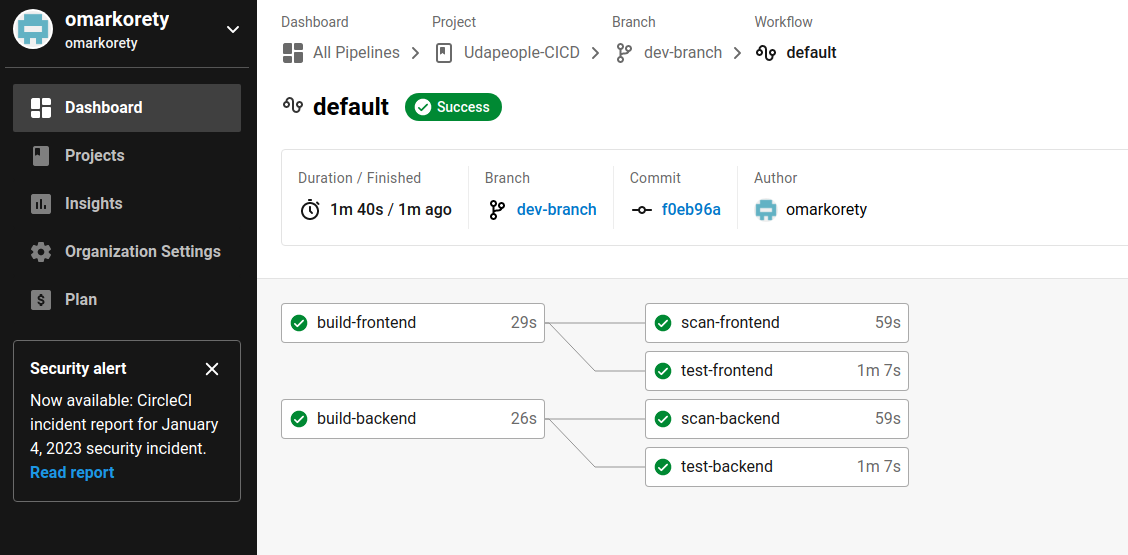 omarkorety
omarkorety
Dashboard
Projects
Insights
Organization Settings
Plan
Security alert
Now available: CircleCI
incident report for January
4, 2023 security incident.
Read report
Dashboard Project Branch Workflow
All Pipelines Udapeople-CICD dev-branch default
default Success
Duration / Finished Branch Commit Author
1m 40s / 1m ago dev-branch f0eb96a omarkorety
build-frontend 29s scan-frontend 59s
test-frontend 1m 7s
build-backend 26s scan-backend 59s
test-backend 1m 7s